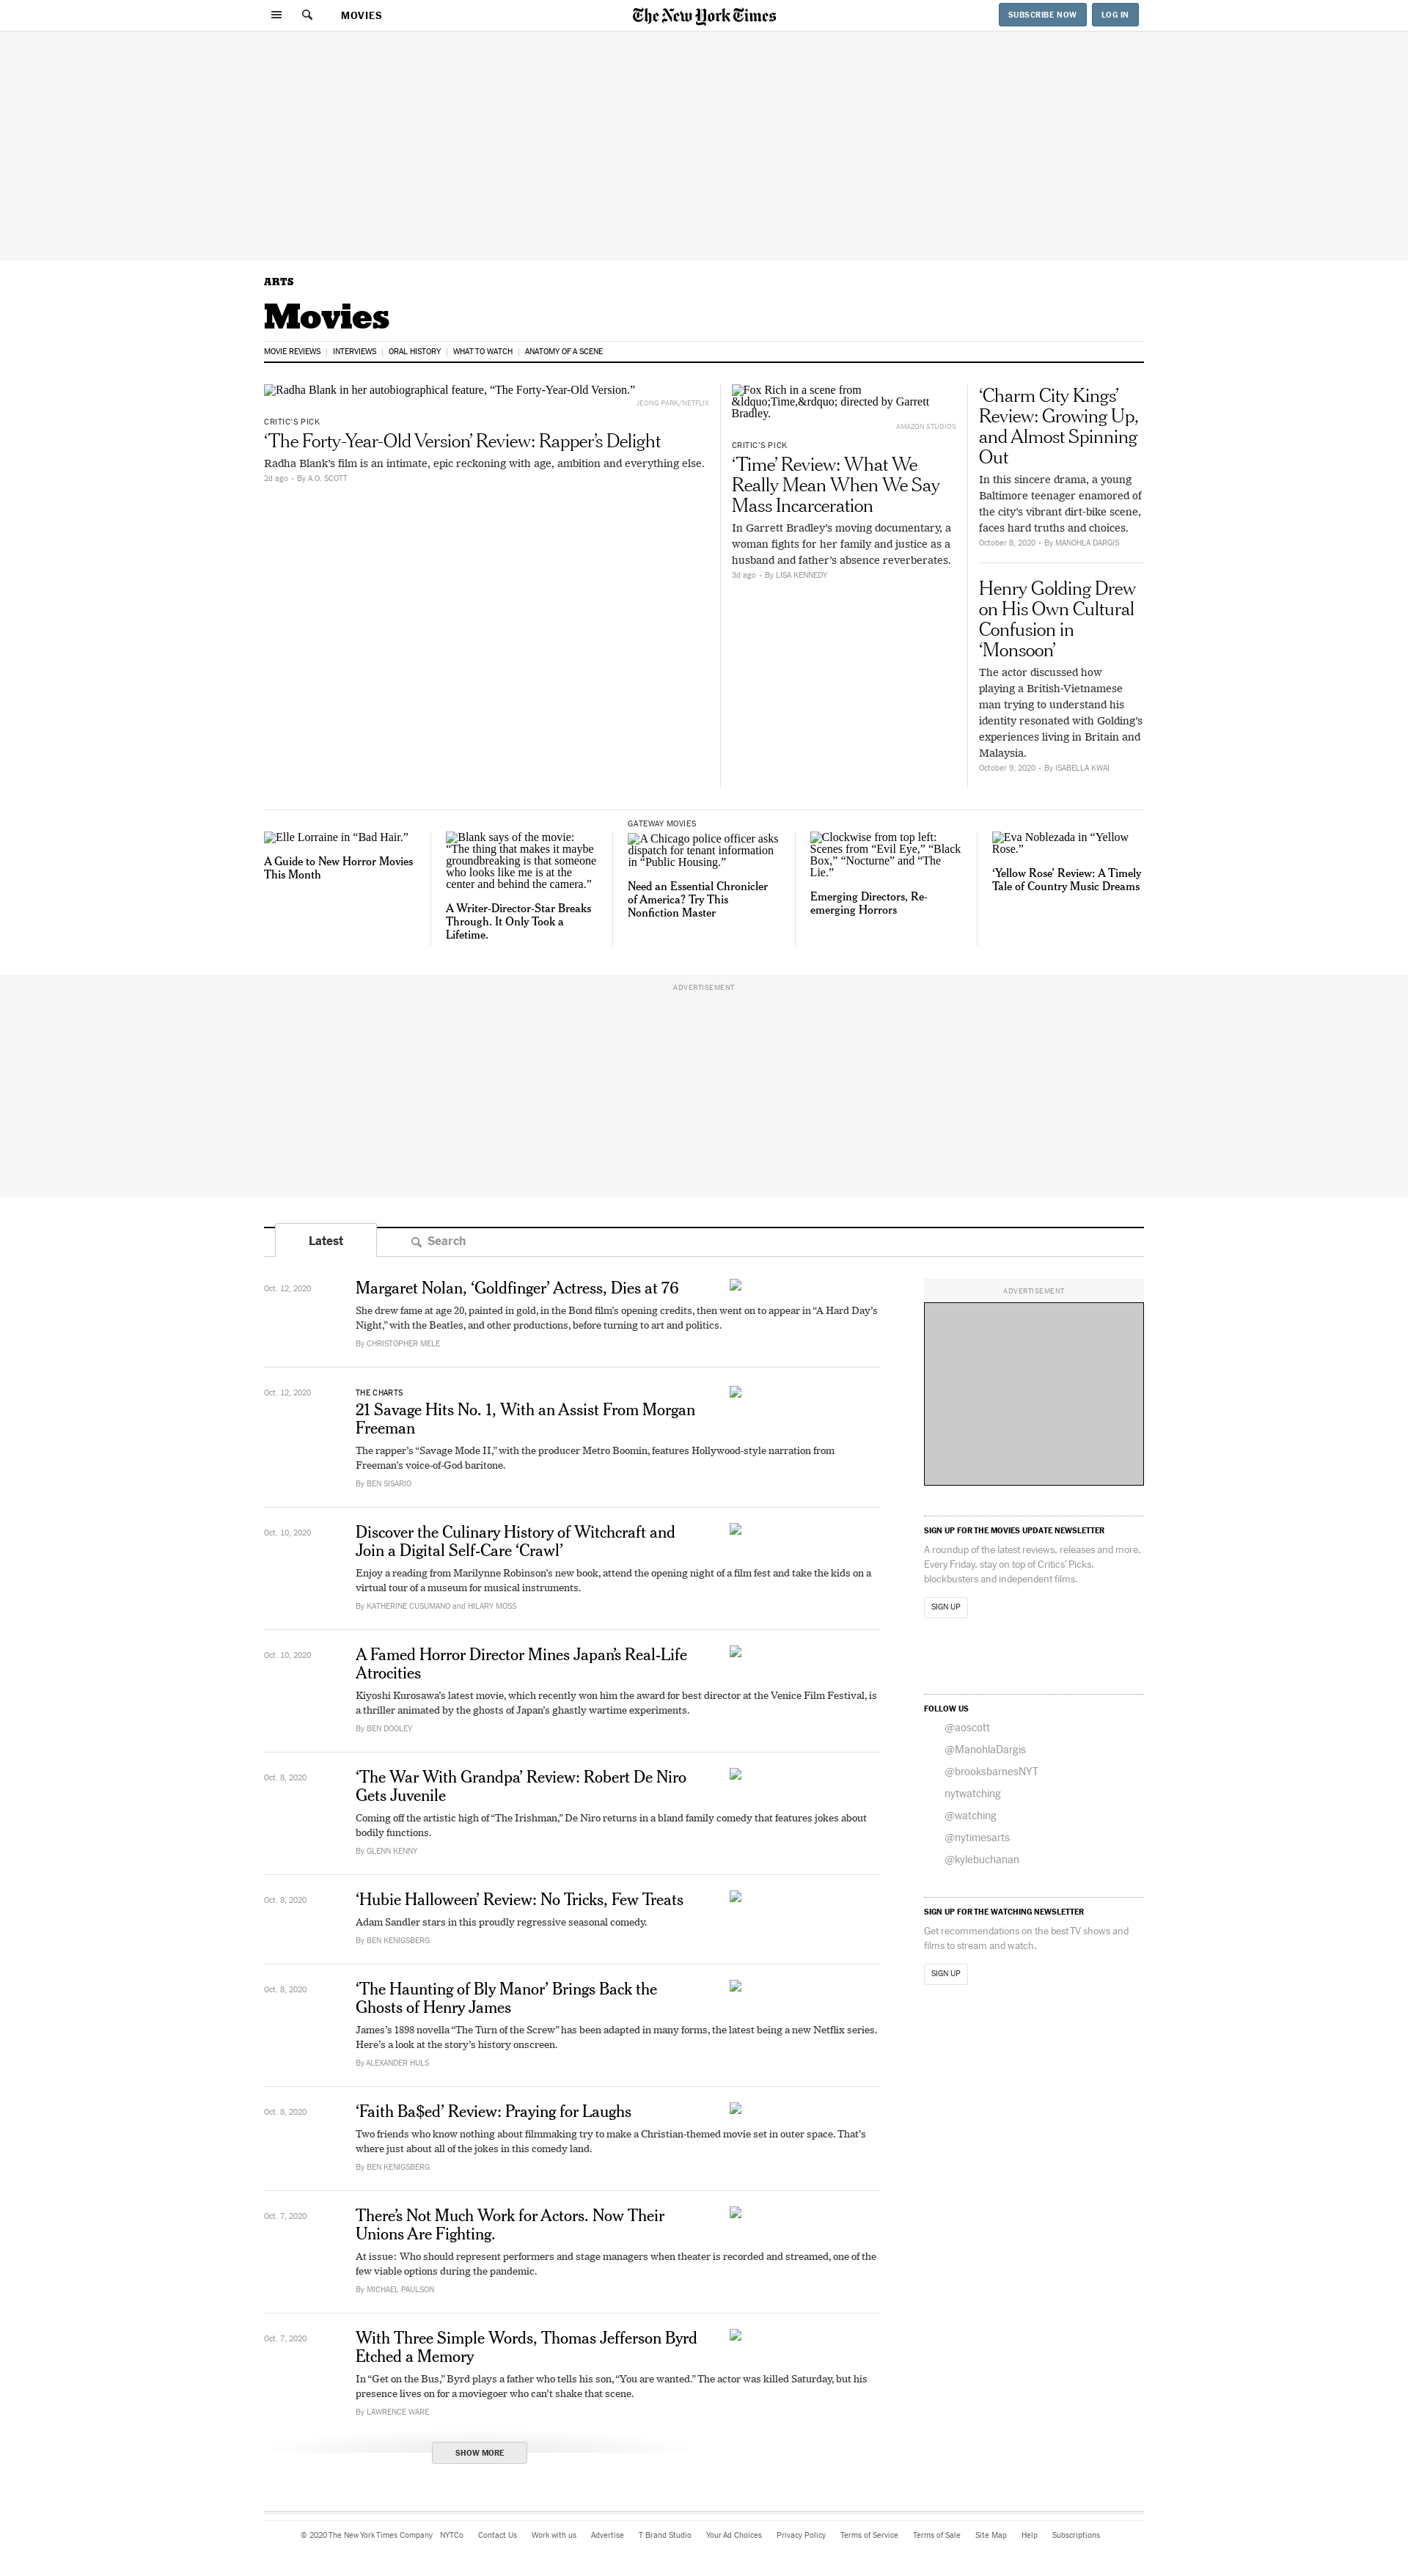 MOVIES
The New York Times
SUBSCRIBE NOW
LOG IN
ARTS
Movies
MOVIE REVIEWS
INTERVIEWS
ORAL HISTORY
WHAT TO WATCH
ANATOMY OF A SCENE
Radha Blank in her autobiographical feature, “The Forty-Year-Old Version.”
JEONG PARK/NETFLIX
CRITIC’S PICK
‘The Forty-Year-Old Version’ Review: Rapper’s Delight
Radha Blank’s film is an intimate, epic reckoning with age, ambition and everything else.
2d ago • By A.O. SCOTT
Fox Rich in a scene from
&ldquo;Time,&rdquo; directed by Garrett
Bradley.
AMAZON STUDIOS
CRITIC’S PICK
‘Time’ Review: What We
Really Mean When We Say
Mass Incarceration
In Garrett Bradley’s moving documentary, a
woman fights for her family and justice as a
husband and father’s absence reverberates.
3d ago • By LISA KENNEDY
‘Charm City Kings’
Review: Growing Up,
and Almost Spinning
Out
In this sincere drama, a young
Baltimore teenager enamored of
the city’s vibrant dirt-bike scene,
faces hard truths and choices.
October 8, 2020 • By MANOHLA DARGIS
Henry Golding Drew
on His Own Cultural
Confusion in
‘Monsoon’
The actor discussed how
playing a British-Vietnamese
man trying to understand his
identity resonated with Golding’s
experiences living in Britain and
Malaysia.
October 9, 2020 • By ISABELLA KWAI
Elle Lorraine in “Bad Hair.”
A Guide to New Horror Movies
This Month
Blank says of the movie:
“The thing that makes it maybe
groundbreaking is that someone
who looks like me is at the
center and behind the camera.”
A Writer-Director-Star Breaks
Through. It Only Took a
Lifetime.
GATEWAY MOVIES
A Chicago police officer asks
dispatch for tenant information
in “Public Housing.”
Need an Essential Chronicler
of America? Try This
Nonfiction Master
Clockwise from top left:
Scenes from “Evil Eye,” “Black
Box,” “Nocturne” and “The
Lie.”
Emerging Directors, Re-
emerging Horrors
Eva Noblezada in “Yellow
Rose.”
‘Yellow Rose’ Review: A Timely
Tale of Country Music Dreams
ADVERTISEMENT
Latest
Search
Oct. 12, 2020
Margaret Nolan, ‘Goldfinger’ Actress, Dies at 76
She drew fame at age 20, painted in gold, in the Bond film’s opening credits, then went on to appear in “A Hard Day’s
Night,” with the Beatles, and other productions, before turning to art and politics.
By CHRISTOPHER MELE
Oct. 12, 2020
THE CHARTS
21 Savage Hits No. 1, With an Assist From Morgan
Freeman
The rapper’s “Savage Mode II,” with the producer Metro Boomin, features Hollywood-style narration from
Freeman’s voice-of-God baritone.
By BEN SISARIO
Oct. 10, 2020
Discover the Culinary History of Witchcraft and
Join a Digital Self-Care ‘Crawl’
Enjoy a reading from Marilynne Robinson’s new book, attend the opening night of a film fest and take the kids on a
virtual tour of a museum for musical instruments.
By KATHERINE CUSUMANO and HILARY MOSS
Oct. 10, 2020
A Famed Horror Director Mines Japan’s Real-Life
Atrocities
Kiyoshi Kurosawa’s latest movie, which recently won him the award for best director at the Venice Film Festival, is
a thriller animated by the ghosts of Japan’s ghastly wartime experiments.
By BEN DOOLEY
Oct. 8, 2020
‘The War With Grandpa’ Review: Robert De Niro
Gets Juvenile
Coming off the artistic high of “The Irishman,” De Niro returns in a bland family comedy that features jokes about
bodily functions.
By GLENN KENNY
Oct. 8, 2020
‘Hubie Halloween’ Review: No Tricks, Few Treats
Adam Sandler stars in this proudly regressive seasonal comedy.
By BEN KENIGSBERG
Oct. 8, 2020
‘The Haunting of Bly Manor’ Brings Back the
Ghosts of Henry James
James’s 1898 novella “The Turn of the Screw” has been adapted in many forms, the latest being a new Netflix series.
Here’s a look at the story’s history onscreen.
By ALEXANDER HULS
Oct. 8, 2020
‘Faith Ba$ed’ Review: Praying for Laughs
Two friends who know nothing about filmmaking try to make a Christian-themed movie set in outer space. That’s
where just about all of the jokes in this comedy land.
By BEN KENIGSBERG
Oct. 7, 2020
There’s Not Much Work for Actors. Now Their
Unions Are Fighting.
At issue: Who should represent performers and stage managers when theater is recorded and streamed, one of the
few viable options during the pandemic.
By MICHAEL PAULSON
Oct. 7, 2020
With Three Simple Words, Thomas Jefferson Byrd
Etched a Memory
In “Get on the Bus,” Byrd plays a father who tells his son, “You are wanted.” The actor was killed Saturday, but his
presence lives on for a moviegoer who can’t shake that scene.
By LAWRENCE WARE
SHOW MORE
ADVERTISEMENT
SIGN UP FOR THE MOVIES UPDATE NEWSLETTER
A roundup of the latest reviews, releases and more.
Every Friday, stay on top of Critics’ Picks,
blockbusters and independent films.
SIGN UP
FOLLOW US
@aoscott
@ManohlaDargis
@brooksbarnesNYT
nytwatching
@watching
@nytimesarts
@kylebuchanan
SIGN UP FOR THE WATCHING NEWSLETTER
Get recommendations on the best TV shows and
films to stream and watch.
SIGN UP
© 2020 The New York Times Company NYTCo Contact Us Work with us Advertise T Brand Studio Your Ad Choices Privacy Policy Terms of Service Terms of Sale Site Map Help Subscriptions